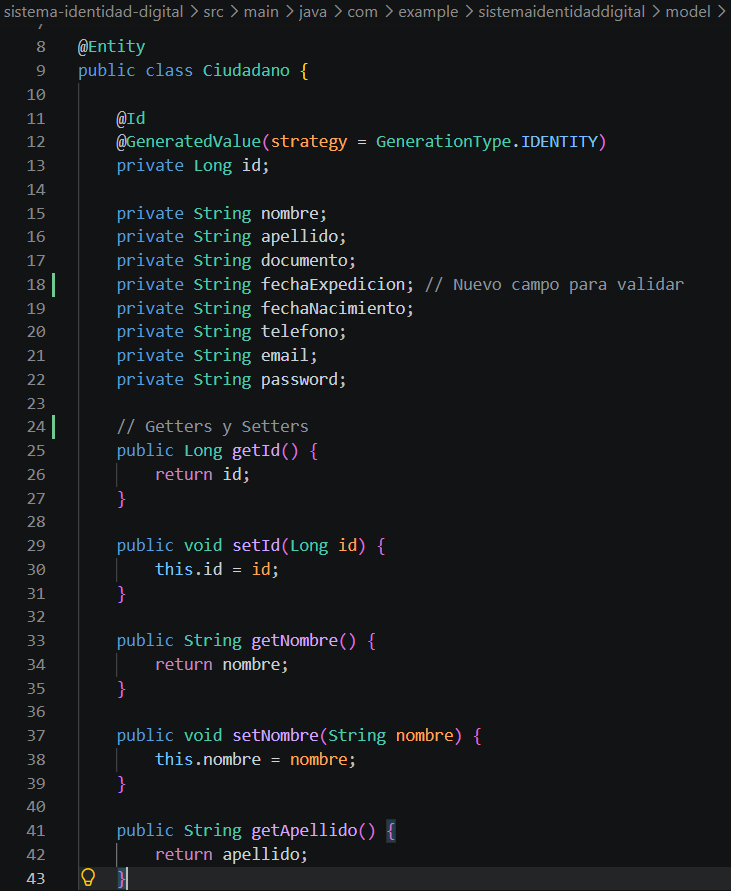 sistema-identidad-digital > src > main > java > com > example > sistemaidentidaddigital > model >
8 @Entity
9 public class Ciudadano {
10
11 @Id
12 @GeneratedValue(strategy = GenerationType.IDENTITY)
13 private Long id;
14
15 private String nombre;
16 private String apellido;
17 private String documento;
18 private String fechaExpedicion; // Nuevo campo para validar
19 private String fechaNacimiento;
20 private String telefono;
21 private String email;
22 private String password;
23
24 // Getters y Setters
25 public Long getId() {
26 return id;
27 }
28
29 public void setId(Long id) {
30 this.id = id;
31 }
32
33 public String getNombre() {
34 return nombre;
35 }
36
37 public void setNombre(String nombre) {
38 this.nombre = nombre;
39 }
40
41 public String getApellido() {
42 return apellido;
43 }